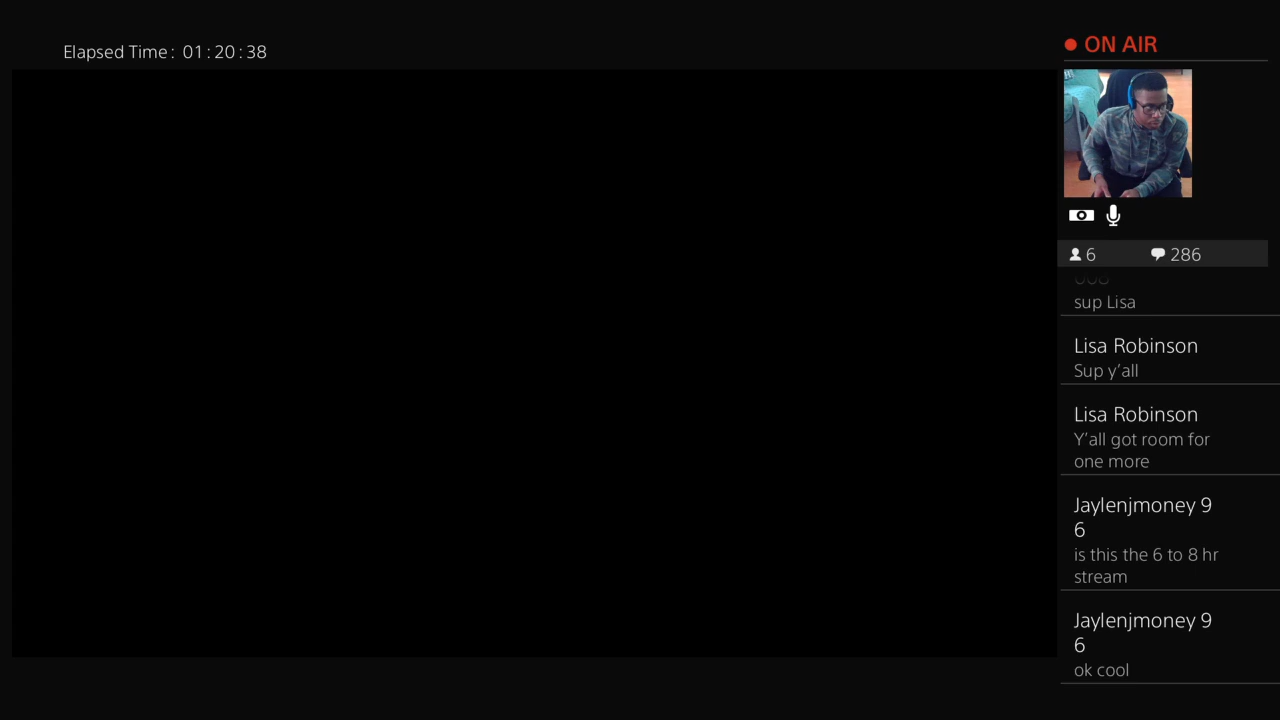 Elapsed Time: 01:20:38
ON AIR
6
286
sup Lisa
Lisa Robinson
Sup y'all
Lisa Robinson
Y'all got room for
one more
Jaylenjmoney 9
6
is this the 6 to 8 hr
stream
Jaylenjmoney 9
6
ok cool